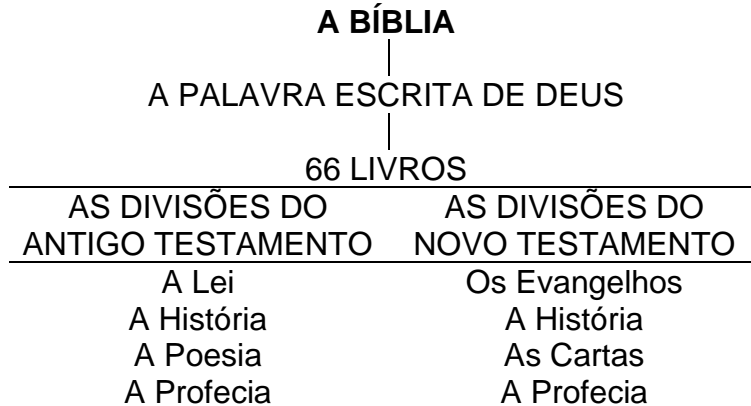 A BÍBLIA
A PALAVRA ESCRITA DE DEUS
66 LIVROS
AS DIVISÕES DO AS DIVISÕES DO
ANTIGO TESTAMENTO NOVO TESTAMENTO
A Lei Os Evangelhos
A História A História
A Poesia As Cartas
A Profecia A Profecia